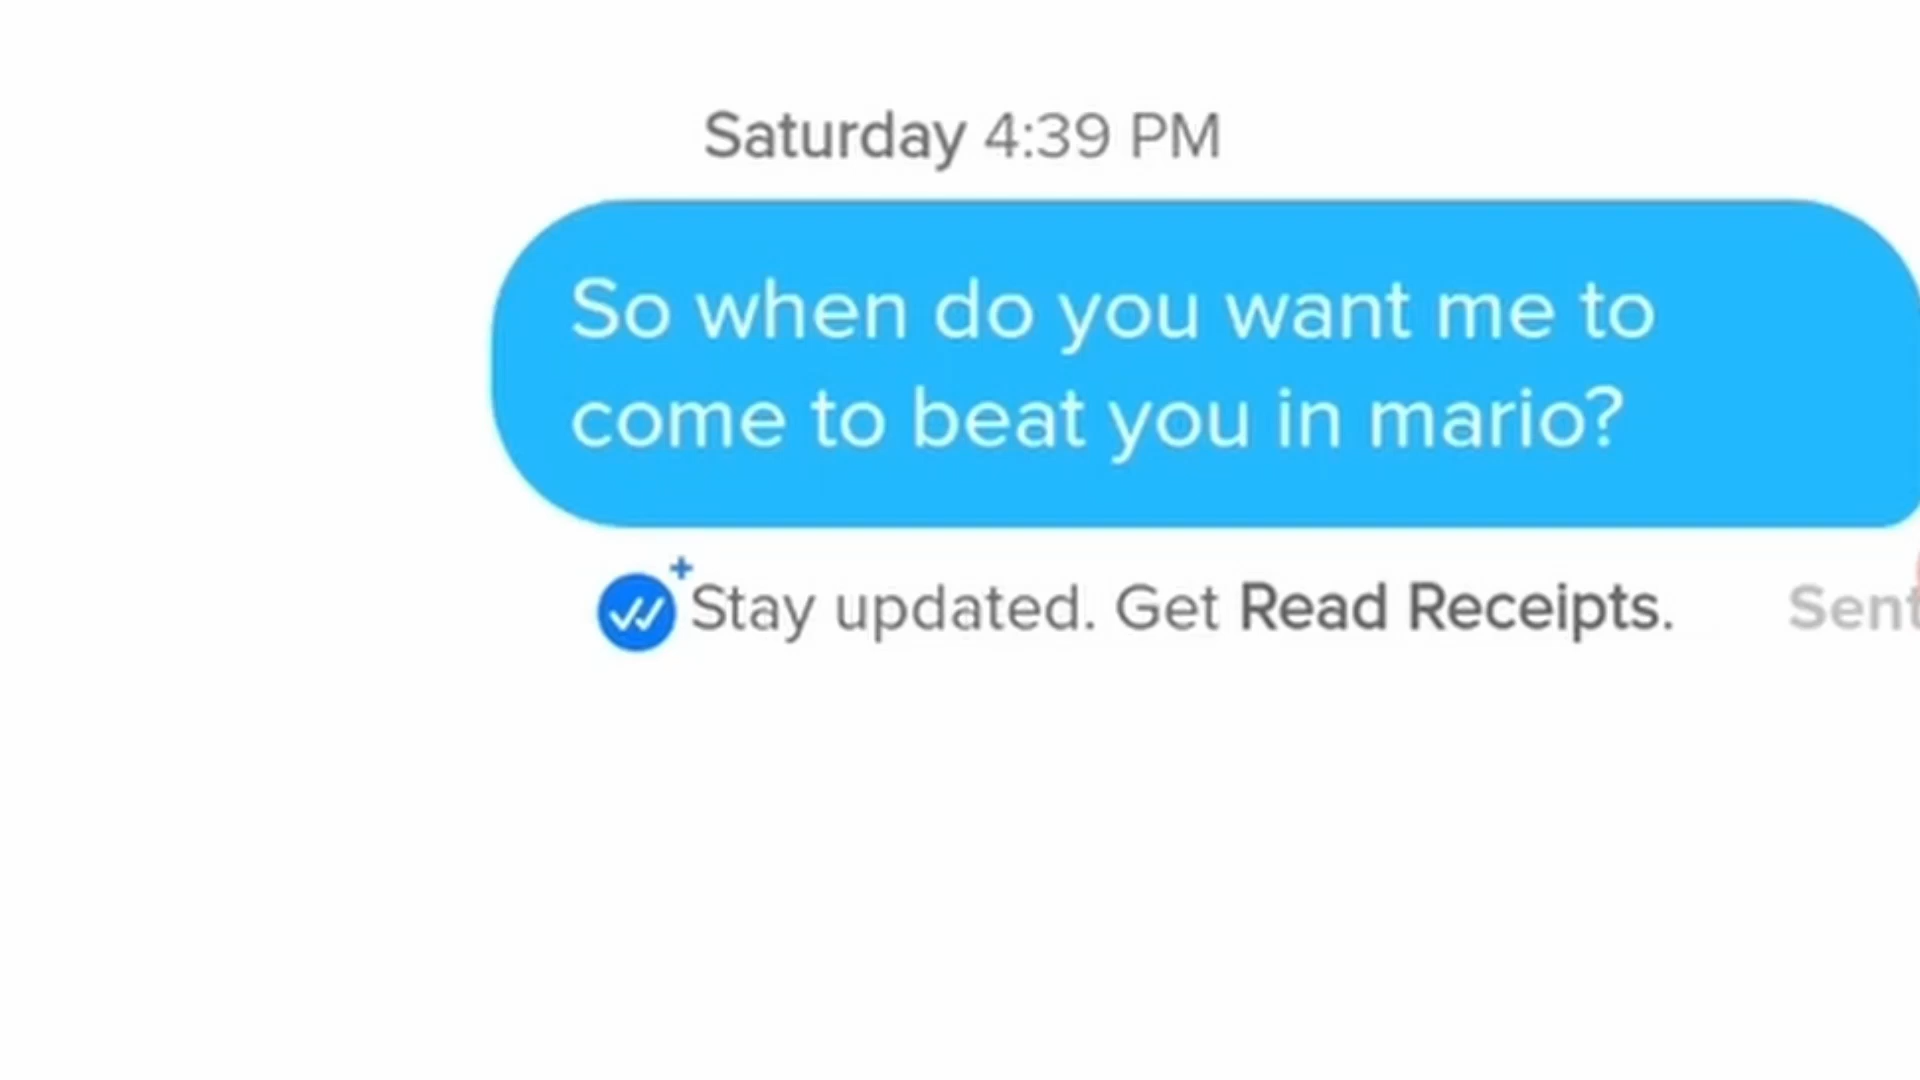 Saturday 4:39 PM
So when do you want me to
come to beat you in mario?
Stay updated. Get Read Receipts. Sent